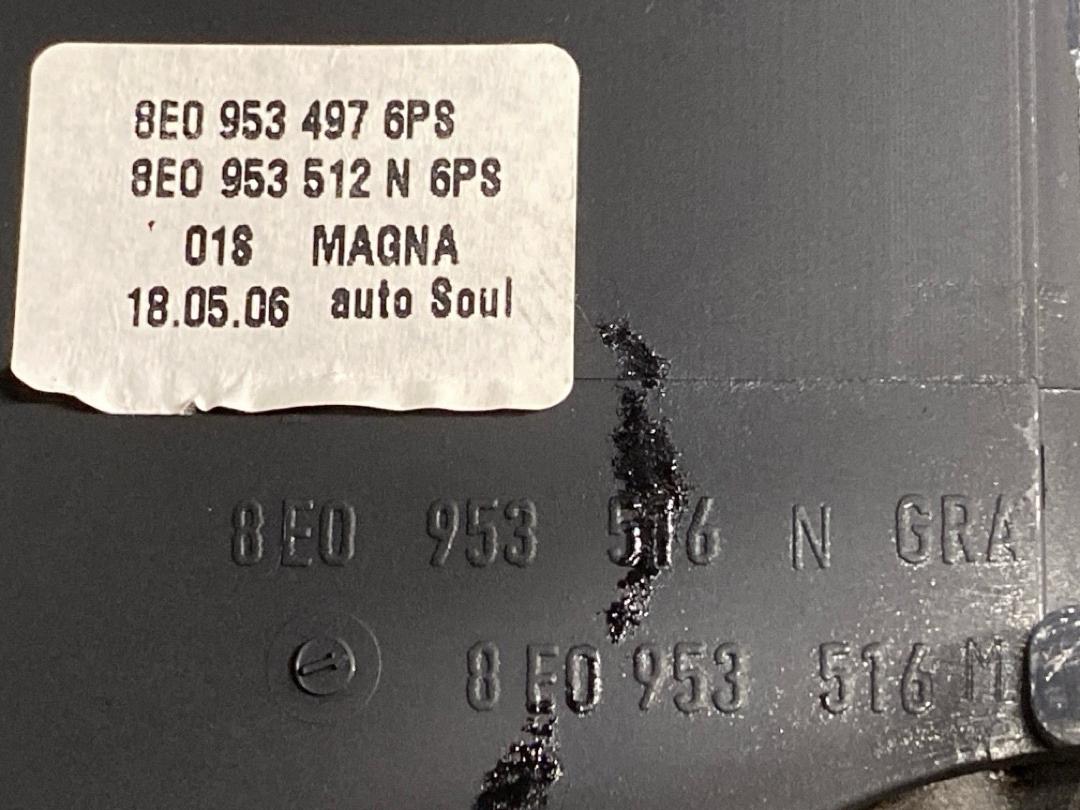 8E0 953 497 6PS
8E0 953 512 N 6PS
01S MAGNA
18.05.06 auto Soul
8E0 953 516 N GRA
8E0 953 516 M